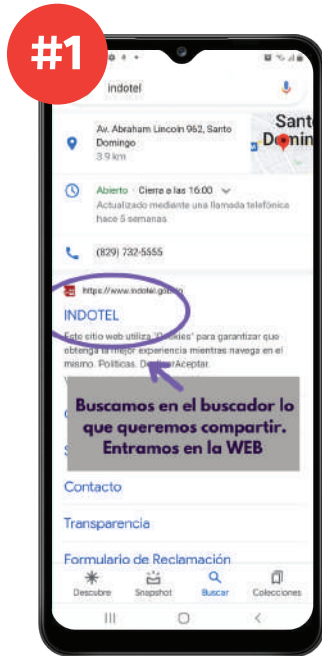 #1
indotel
Av. Abraham Lincoln 962, Santo
Domingo
3.9 km
Sant
Domin
Abierto · Cierra a las 16:00
Actualizado mediante una llamada telefónica
hace 5 semanas
(829) 732-5555
https://www.indotel.gob.do
INDOTEL
Este sitio web utiliza 'Cookies' para garantizar que
obtenga la mejor experiencia mientras navega en el
mismo. Políticas. Aceptar.
Buscamos en el buscador lo
que queremos compartir.
Entramos en la WEB
Contacto
Transparencia
Formulario de Reclamación
Descubre
Snapshot
Buscar
Colecciones